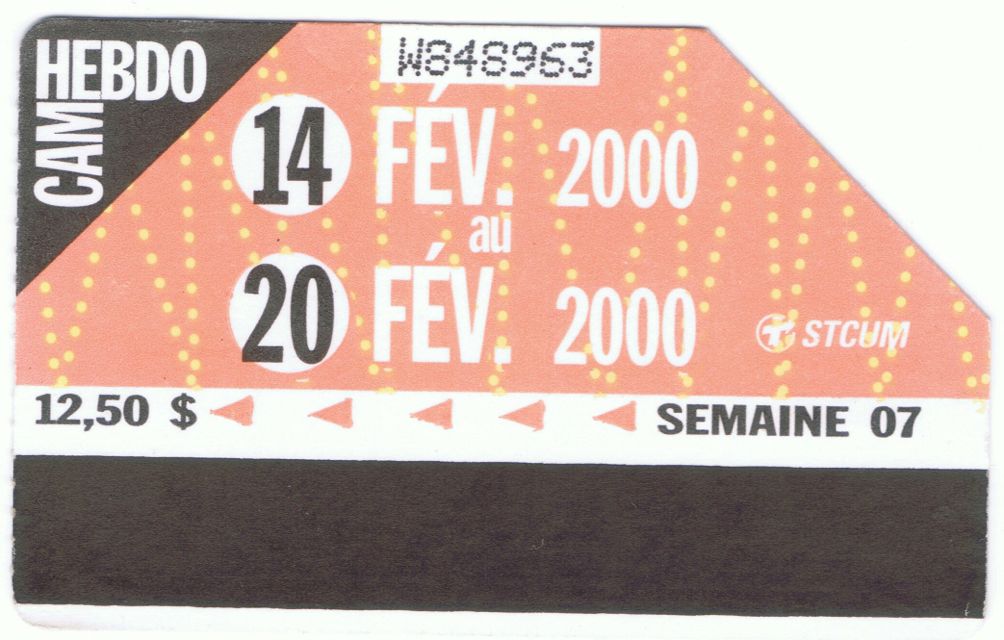 CAM HEBDO
W848963
14 FÉV. 2000
au
20 FÉV. 2000
STCUM
12,50 $ SEMAINE 07